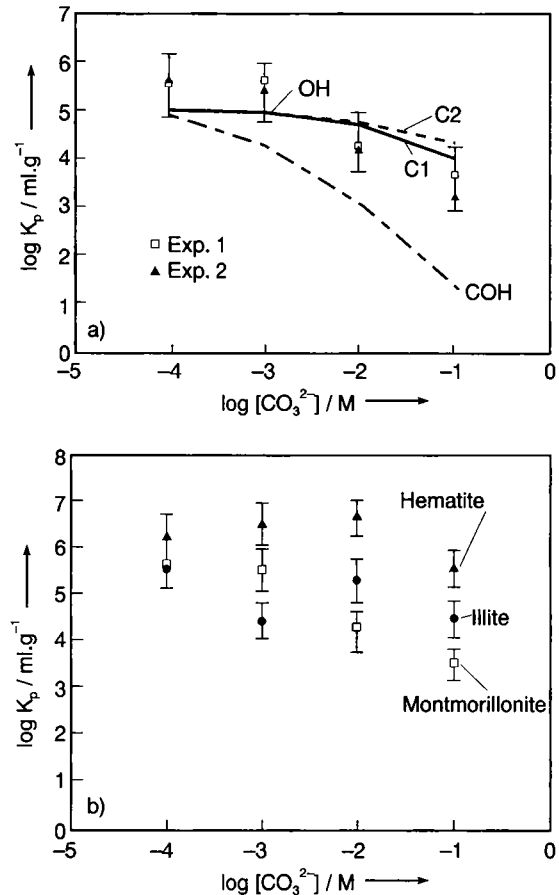 7
6
5
4
3
2
1
0
log Kₚ / ml.g⁻¹
OH
C2
C1
COH
□ Exp. 1
▲ Exp. 2
a)
−5 −4 −3 −2 −1 0
log [CO₃²⁻] / M
8
7
6
5
4
3
2
1
0
log Kₚ / ml.g⁻¹
Hematite
Illite
Montmorillonite
b)
−5 −4 −3 −2 −1 0
log [CO₃²⁻] / M